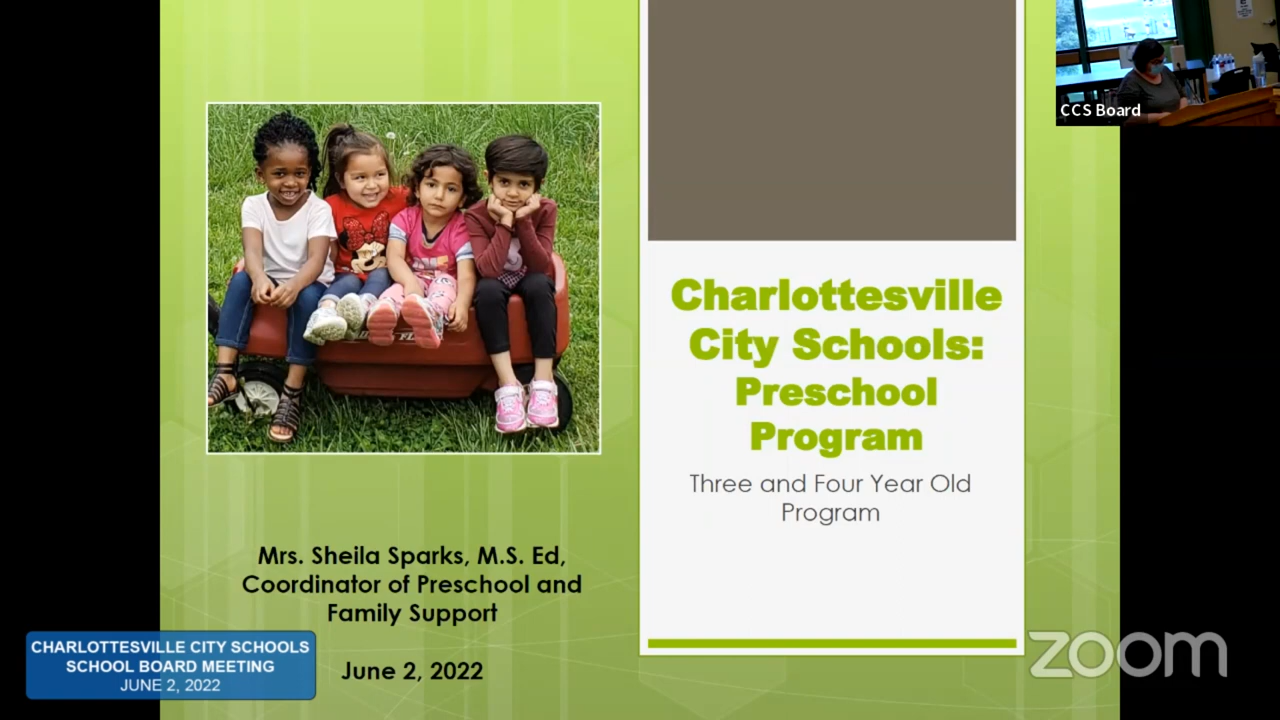 CCS Board
Charlottesville
City Schools:
Preschool
Program
Three and Four Year Old
Program
Mrs. Sheila Sparks, M.S. Ed,
Coordinator of Preschool and
Family Support
June 2, 2022
CHARLOTTESVILLE CITY SCHOOLS
SCHOOL BOARD MEETING
JUNE 2, 2022
zoom